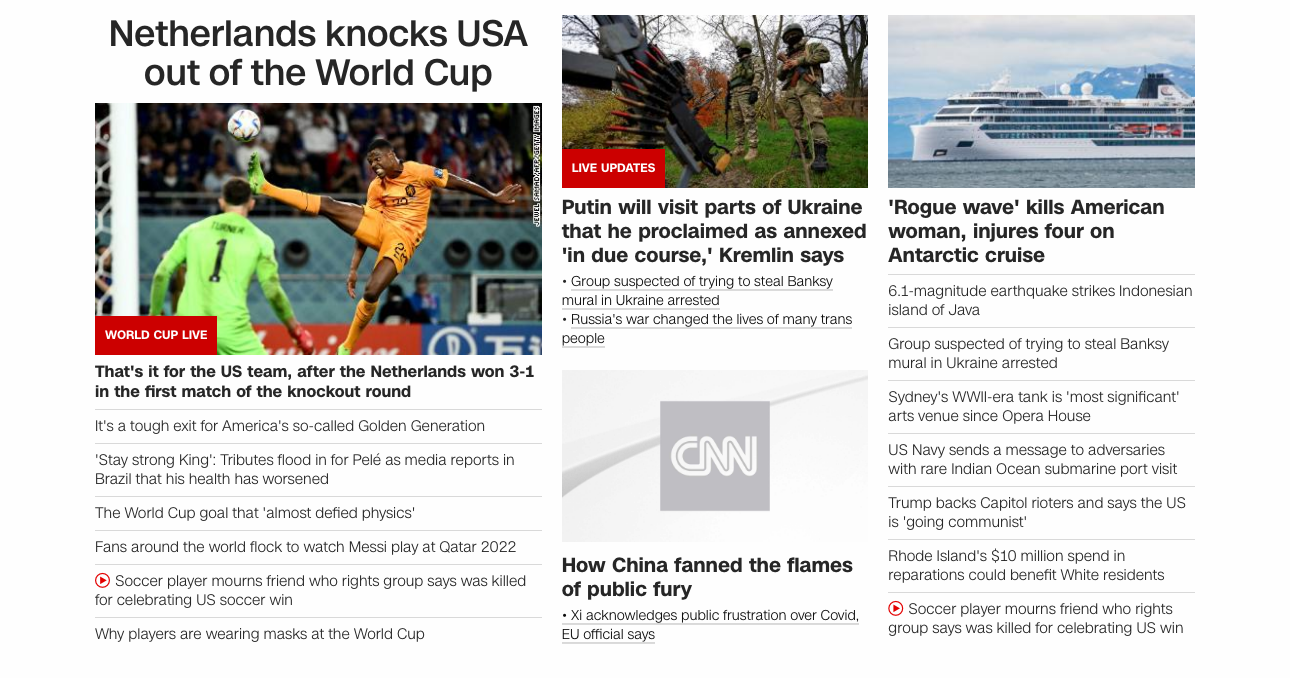 Netherlands knocks USA
out of the World Cup
JEWEL SAMAD/AFP/GETTY IMAGES
TURNER
1
22
WORLD CUP LIVE
That's it for the US team, after the Netherlands won 3-1
in the first match of the knockout round
It's a tough exit for America's so-called Golden Generation
'Stay strong King': Tributes flood in for Pelé as media reports in
Brazil that his health has worsened
The World Cup goal that 'almost defied physics'
Fans around the world flock to watch Messi play at Qatar 2022
Soccer player mourns friend who rights group says was killed
for celebrating US soccer win
Why players are wearing masks at the World Cup
LIVE UPDATES
Putin will visit parts of Ukraine
that he proclaimed as annexed
'in due course,' Kremlin says
• Group suspected of trying to steal Banksy
mural in Ukraine arrested
• Russia's war changed the lives of many trans
people
CNN
How China fanned the flames
of public fury
• Xi acknowledges public frustration over Covid,
EU official says
'Rogue wave' kills American
woman, injures four on
Antarctic cruise
6.1-magnitude earthquake strikes Indonesian
island of Java
Group suspected of trying to steal Banksy
mural in Ukraine arrested
Sydney's WWII-era tank is 'most significant'
arts venue since Opera House
US Navy sends a message to adversaries
with rare Indian Ocean submarine port visit
Trump backs Capitol rioters and says the US
is 'going communist'
Rhode Island's $10 million spend in
reparations could benefit White residents
Soccer player mourns friend who rights
group says was killed for celebrating US win